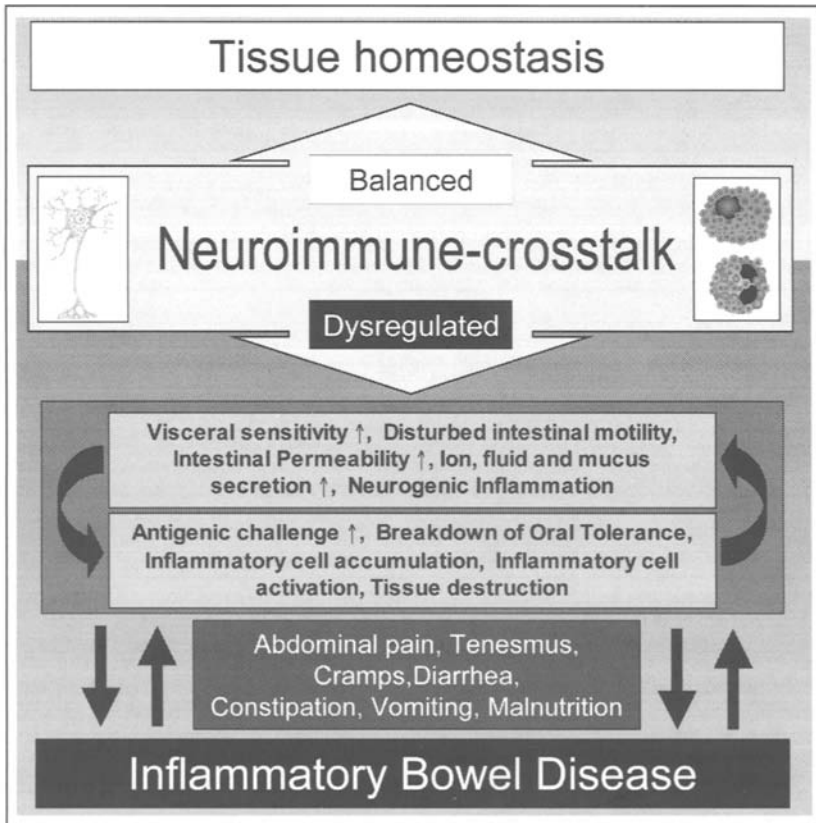 Tissue homeostasis
Balanced
Neuroimmune-crosstalk
Dysregulated
Visceral sensitivity ↑, Disturbed intestinal motility,
Intestinal Permeability ↑, Ion, fluid and mucus
secretion ↑, Neurogenic Inflammation
Antigenic challenge ↑, Breakdown of Oral Tolerance,
Inflammatory cell accumulation, Inflammatory cell
activation, Tissue destruction
Abdominal pain, Tenesmus,
Cramps,Diarrhea,
Constipation, Vomiting, Malnutrition
Inflammatory Bowel Disease